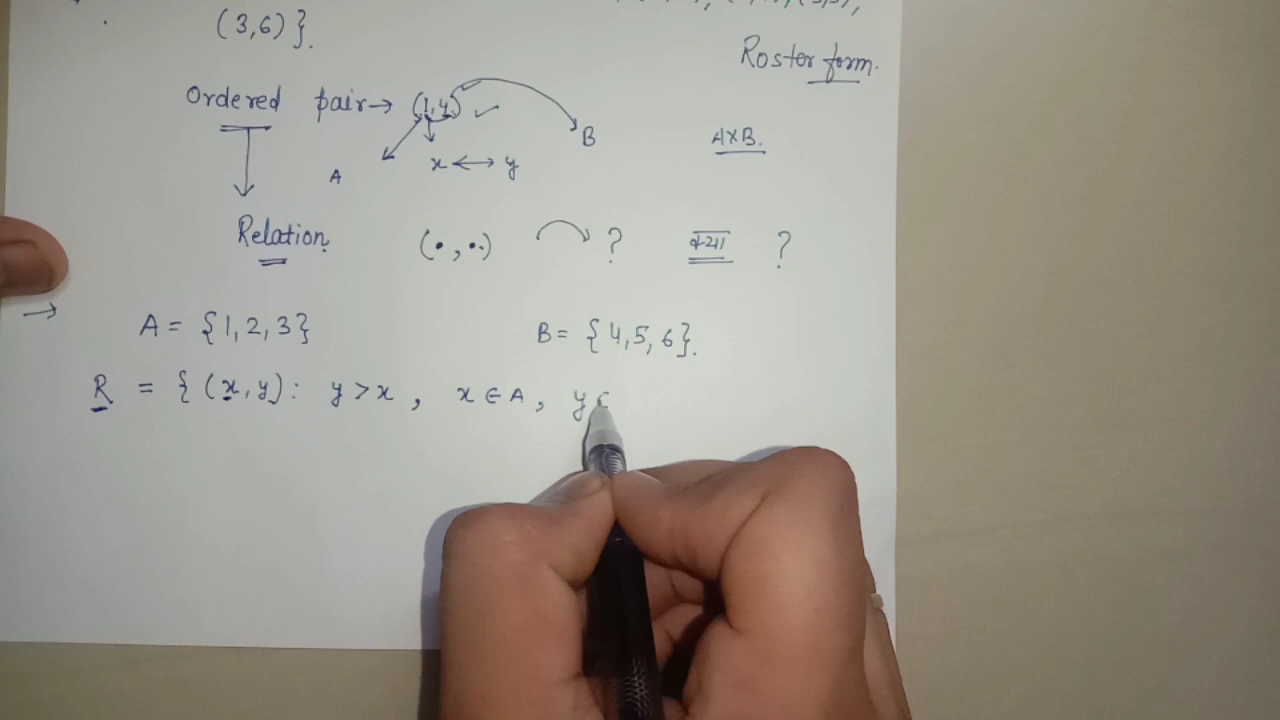 (3,6)}.
Roster form.
Ordered pair→ (1,4) ✓
B
A×B.
x ↔ y
A
Relation (•,•) ? ?
→ A = {1,2,3} B = {4,5,6}.
R = {(x,y): y>x, x∈A, y∈